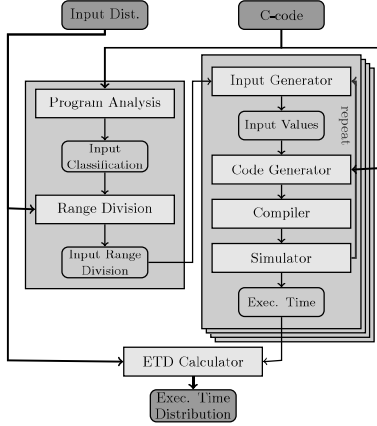 Input Dist.
C-code
Program Analysis
Input
Classification
Range Division
Input Range
Division
Input Generator
Input Values
repeat
Code Generator
Compiler
Simulator
Exec. Time
ETD Calculator
Exec. Time
Distribution